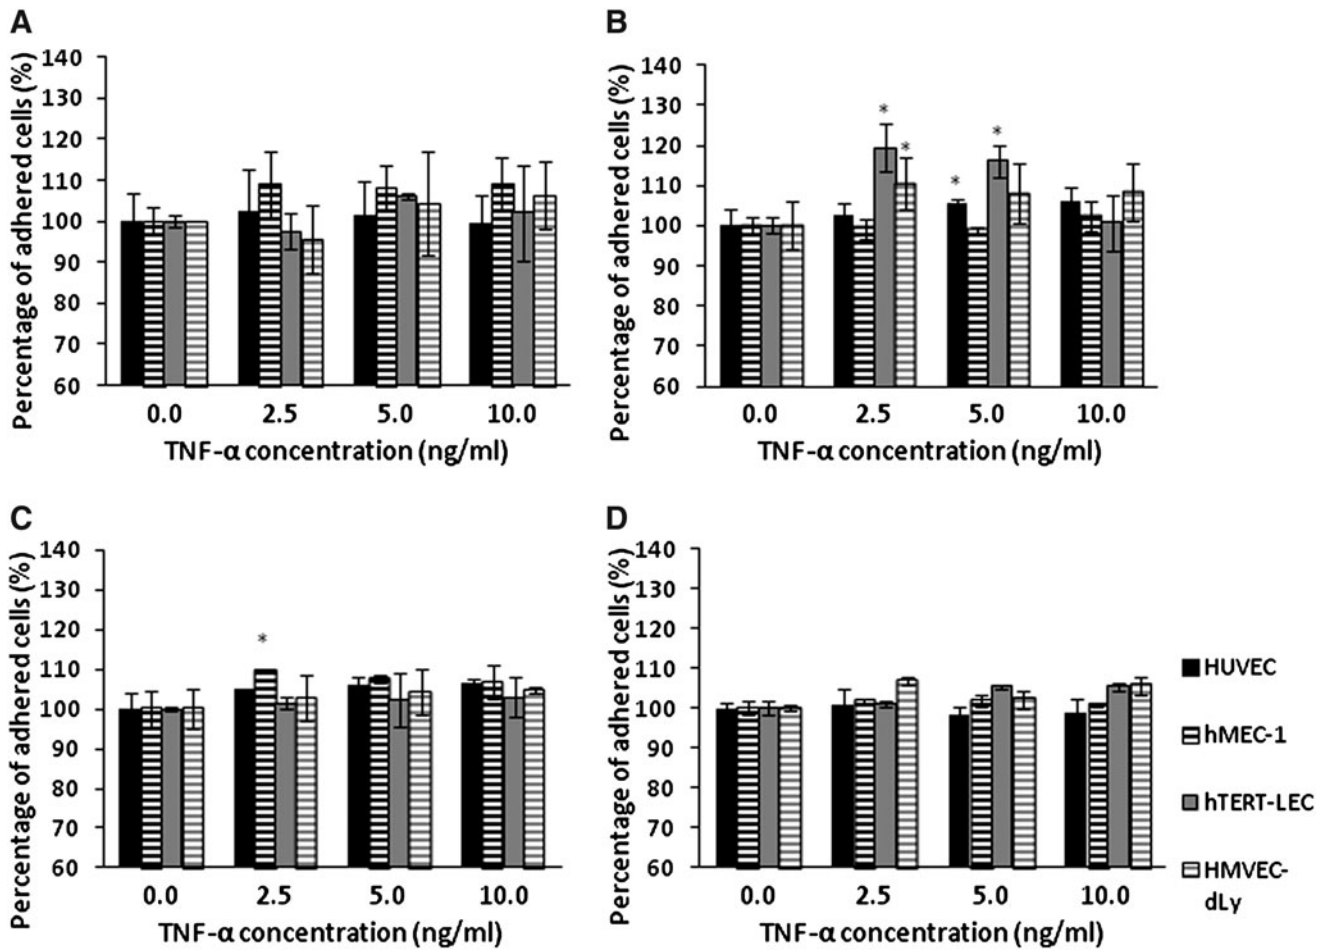 A
Percentage of adhered cells (%)
140
130
120
110
100
90
80
70
60
0.0 2.5 5.0 10.0
TNF-α concentration (ng/ml)
B
Percentage of adhered cells (%)
140
130
120
* *
* *
110
100
90
80
70
60
0.0 2.5 5.0 10.0
TNF-α concentration (ng/ml)
C
Percentage of adhered cells (%)
140
130
120
*
110
100
90
80
70
60
0.0 2.5 5.0 10.0
TNF-α concentration (ng/ml)
D
Percentage of adhered cells (%)
140
130
120
110
100
90
80
70
60
0.0 2.5 5.0 10.0
TNF-α concentration (ng/ml)
HUVEC
hMEC-1
hTERT-LEC
HMVEC-
dLy